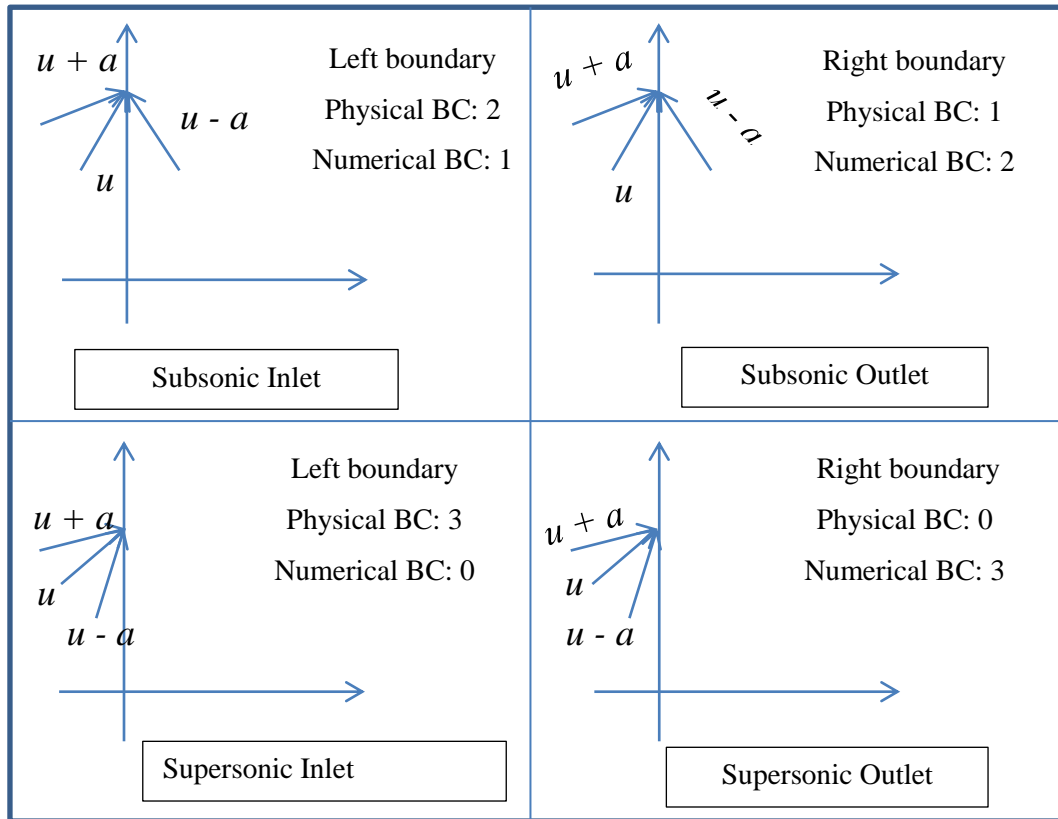 u + a
Left boundary
Physical BC: 2
u - a
Numerical BC: 1
u
Subsonic Inlet
u + a
Right boundary
Physical BC: 1
u - a
Numerical BC: 2
u
Subsonic Outlet
Left boundary
u + a
Physical BC: 3
Numerical BC: 0
u
u - a
Supersonic Inlet
Right boundary
u + a
Physical BC: 0
Numerical BC: 3
u
u - a
Supersonic Outlet